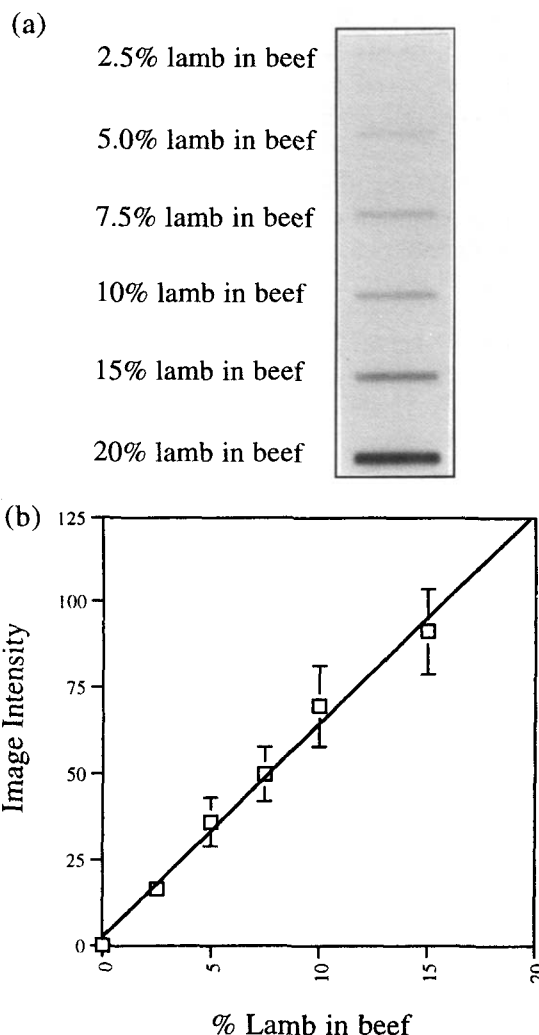 (a)
2.5% lamb in beef
5.0% lamb in beef
7.5% lamb in beef
10% lamb in beef
15% lamb in beef
20% lamb in beef
(b)
125
100
75
50
25
0
Image Intensity
0 5 10 15 20
% Lamb in beef